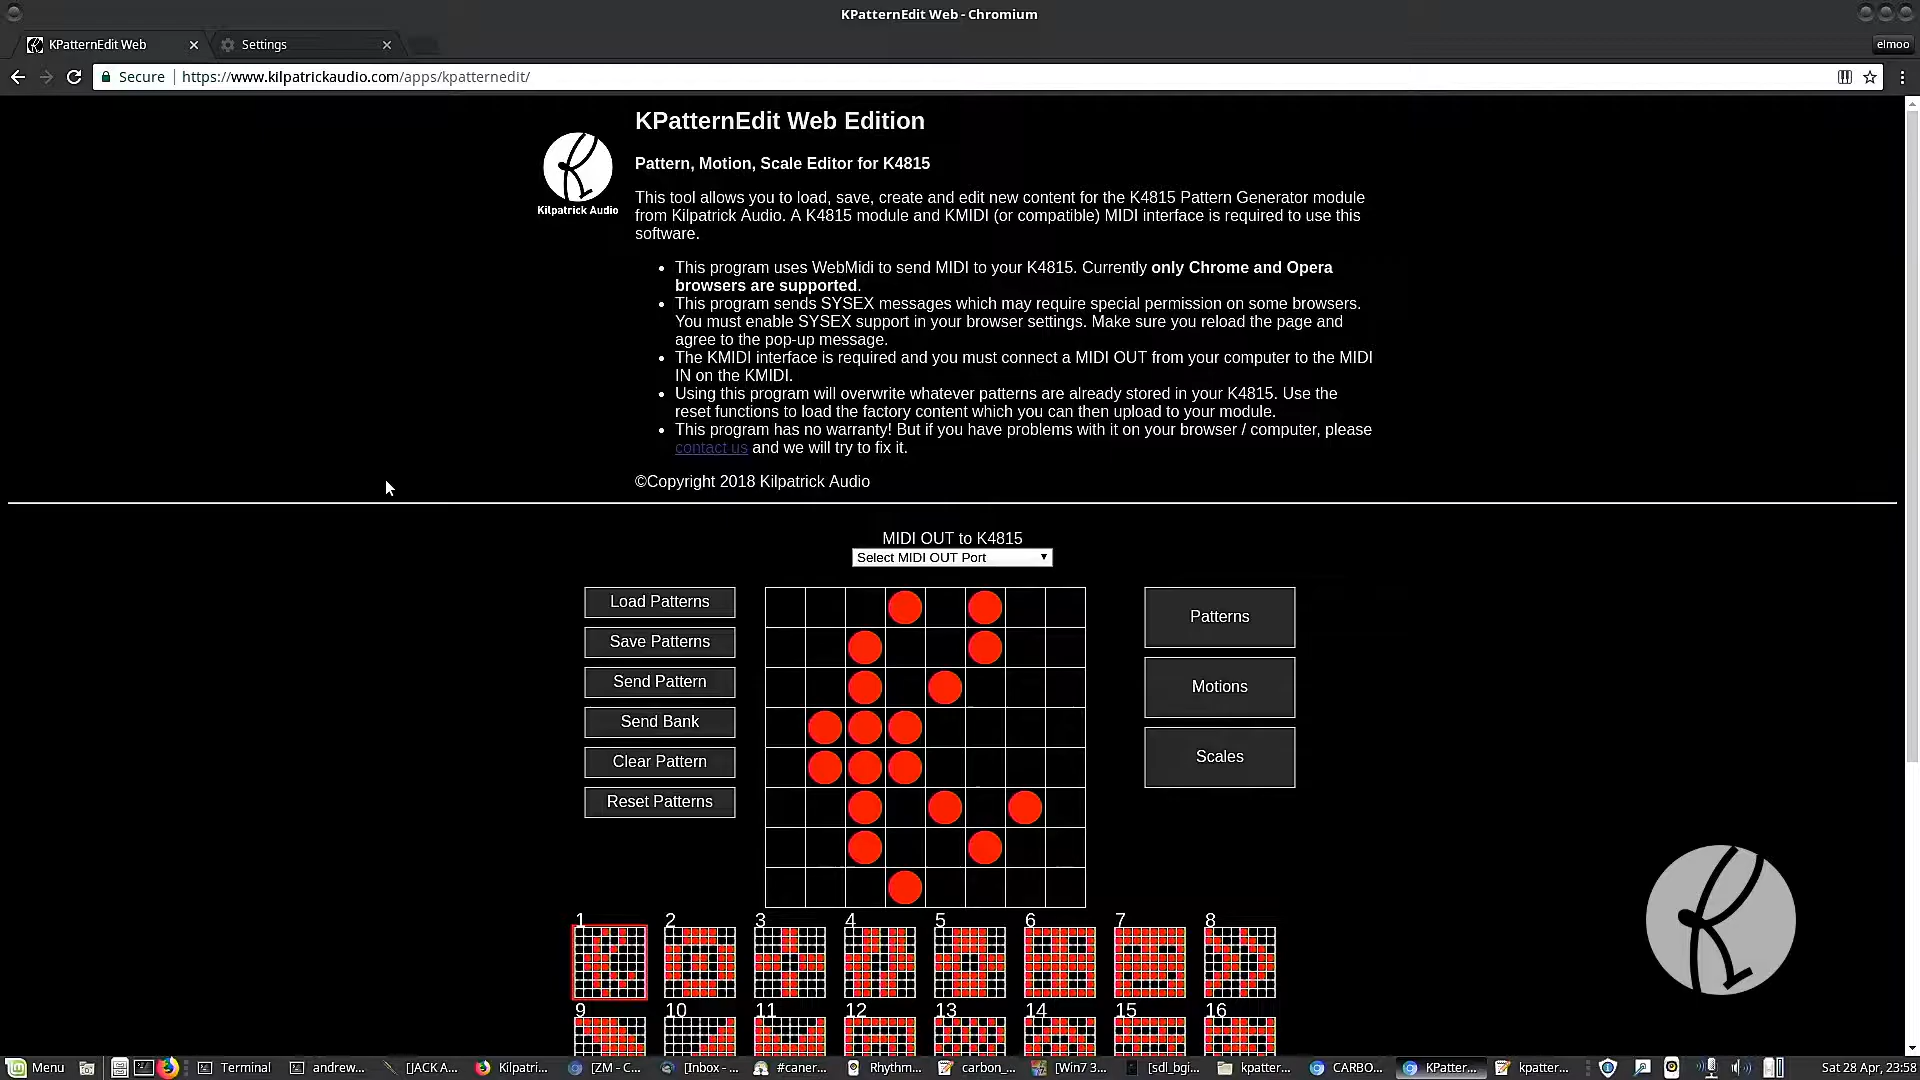 KPatternEdit Web - Chromium
KPatternEdit Web
Settings
elmoo
Secure
https://www.kilpatrickaudio.com/apps/kpatternedit/
KPatternEdit Web Edition
Kilpatrick Audio
Pattern, Motion, Scale Editor for K4815
This tool allows you to load, save, create and edit new content for the K4815 Pattern Generator module
from Kilpatrick Audio. A K4815 module and KMIDI (or compatible) MIDI interface is required to use this
software.
• This program uses WebMidi to send MIDI to your K4815. Currently only Chrome and Opera
browsers are supported.
• This program sends SYSEX messages which may require special permission on some browsers.
You must enable SYSEX support in your browser settings. Make sure you reload the page and
agree to the pop-up message.
• The KMIDI interface is required and you must connect a MIDI OUT from your computer to the MIDI
IN on the KMIDI.
• Using this program will overwrite whatever patterns are already stored in your K4815. Use the
reset functions to load the factory content which you can then upload to your module.
• This program has no warranty! But if you have problems with it on your browser / computer, please
contact us and we will try to fix it.
©Copyright 2018 Kilpatrick Audio
MIDI OUT to K4815
Select MIDI OUT Port
Load Patterns
Save Patterns
Send Pattern
Send Bank
Clear Pattern
Reset Patterns
Patterns
Motions
Scales
1 2 3 4 5 6 7 8
9 10 11 12 13 14 15 16
Menu Terminal andrew... [JACK A... Kilpatri... [ZM - C... [Inbox - ... #caner... Rhythm... carbon_... [Win7 3... [sdl_bgi... kpatter... CARBO... KPatter... kpatter... Sat 28 Apr, 23:58